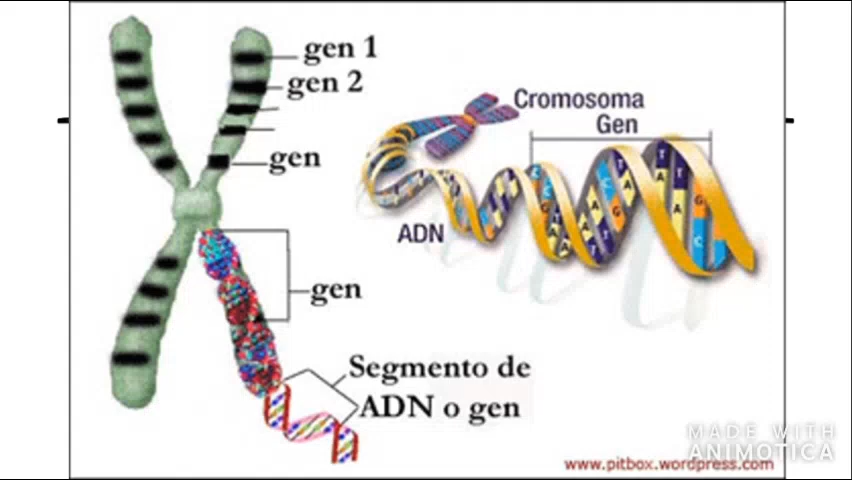 gen 1
gen 2
gen
gen
Segmento de
ADN o gen
Cromosoma
Gen
ADN
C
C
G
T
A
A
A
T
C
A
G
T
A
T
A
T
A
G
C
www.pitbox.wordpress.com
MADE WITH
ANIMOTICA